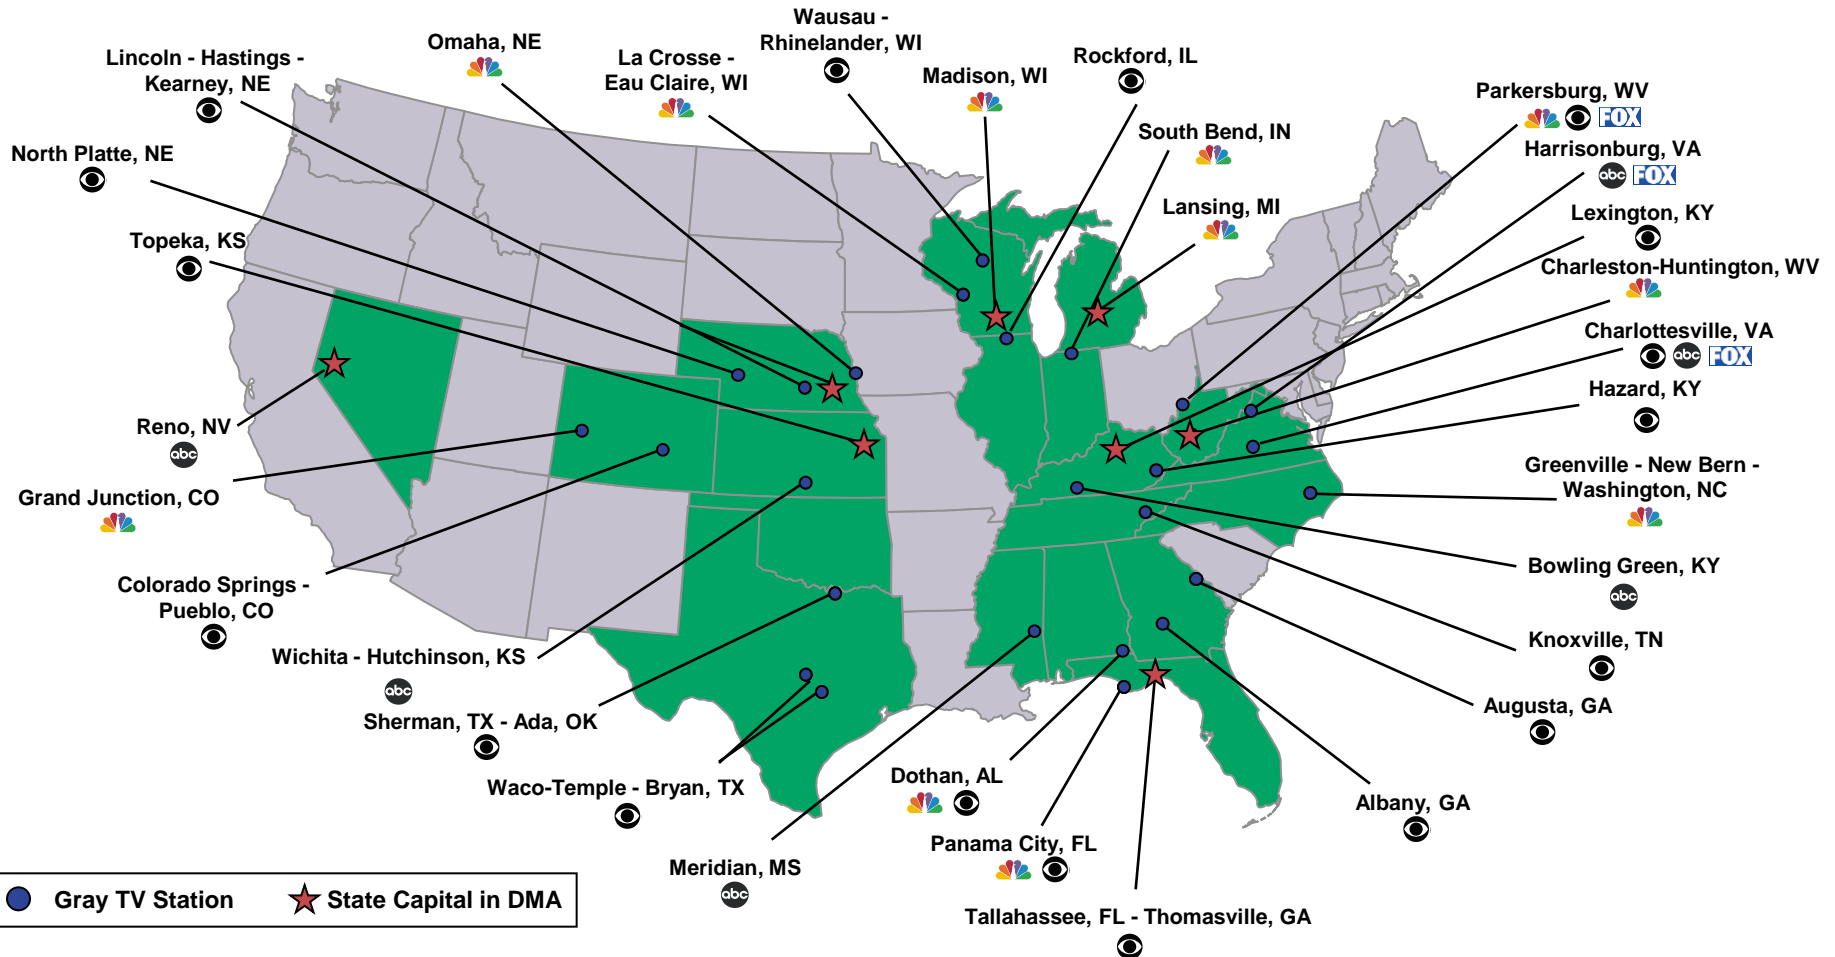 Wausau -
Rhinelander, WI
Omaha, NE
Lincoln - Hastings -
Kearney, NE
La Crosse -
Eau Claire, WI
Madison, WI
Rockford, IL
Parkersburg, WV
FOX
South Bend, IN
Harrisonburg, VA
abc FOX
North Platte, NE
Lansing, MI
Lexington, KY
Topeka, KS
Charleston-Huntington, WV
Charlottesville, VA
abc FOX
Hazard, KY
Reno, NV
abc
Grand Junction, CO
Greenville - New Bern -
Washington, NC
Bowling Green, KY
abc
Colorado Springs -
Pueblo, CO
Knoxville, TN
Wichita - Hutchinson, KS
abc
Augusta, GA
Sherman, TX - Ada, OK
Waco-Temple - Bryan, TX
Dothan, AL
Albany, GA
Panama City, FL
Meridian, MS
abc
Tallahassee, FL - Thomasville, GA
Gray TV Station
State Capital in DMA